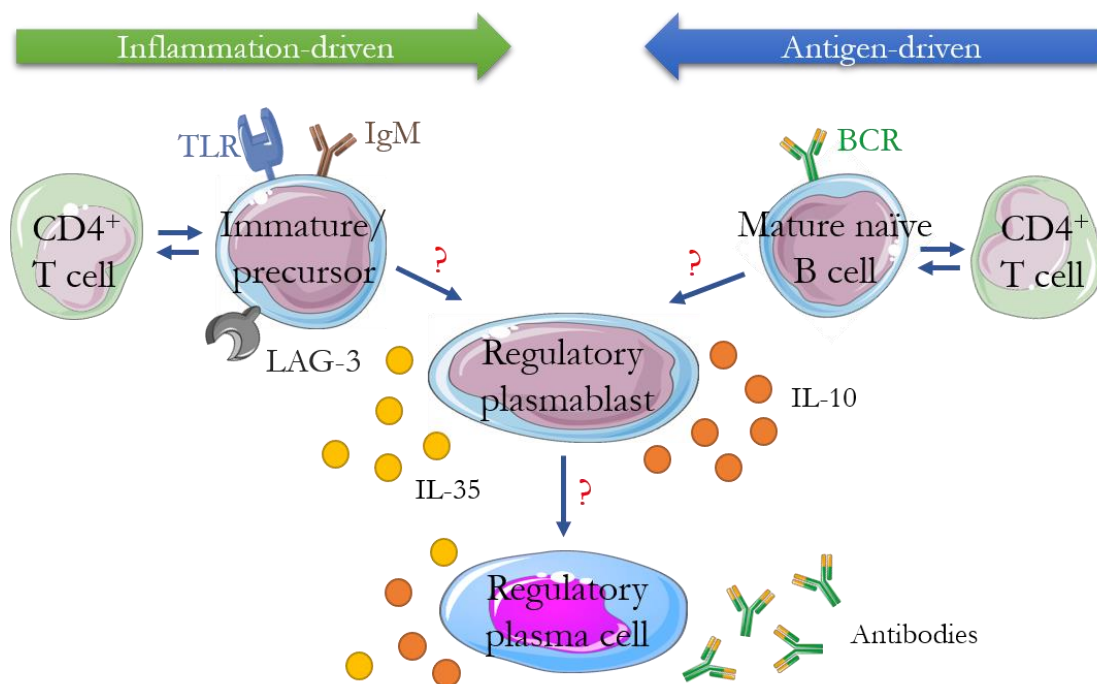 Inflammation-driven
Antigen-driven
TLR
IgM
BCR
CD4+
T cell
Immature/
precursor
?
?
Mature naïve
B cell
CD4+
T cell
LAG-3
Regulatory
plasmablast
IL-10
IL-35
?
Regulatory
plasma cell
Antibodies